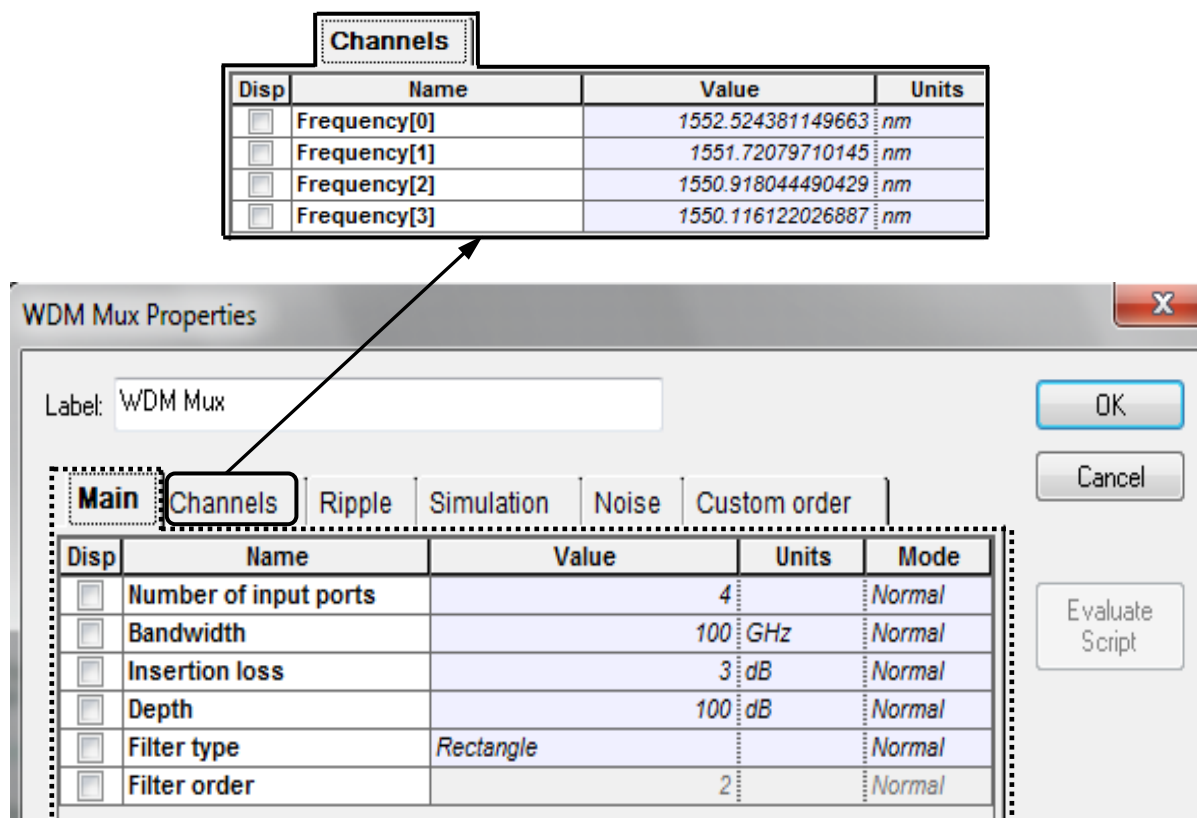 Channels
Disp Name Value Units
Frequency[0] 1552.524381149663 nm
Frequency[1] 1551.72079710145 nm
Frequency[2] 1550.918044490429 nm
Frequency[3] 1550.116122026887 nm
WDM Mux Properties
Label: WDM Mux
OK
Cancel
Main Channels Ripple Simulation Noise Custom order
Disp Name Value Units Mode
Number of input ports 4 Normal
Bandwidth 100 GHz Normal
Insertion loss 3 dB Normal
Depth 100 dB Normal
Filter type Rectangle Normal
Filter order 2 Normal
Evaluate
Script